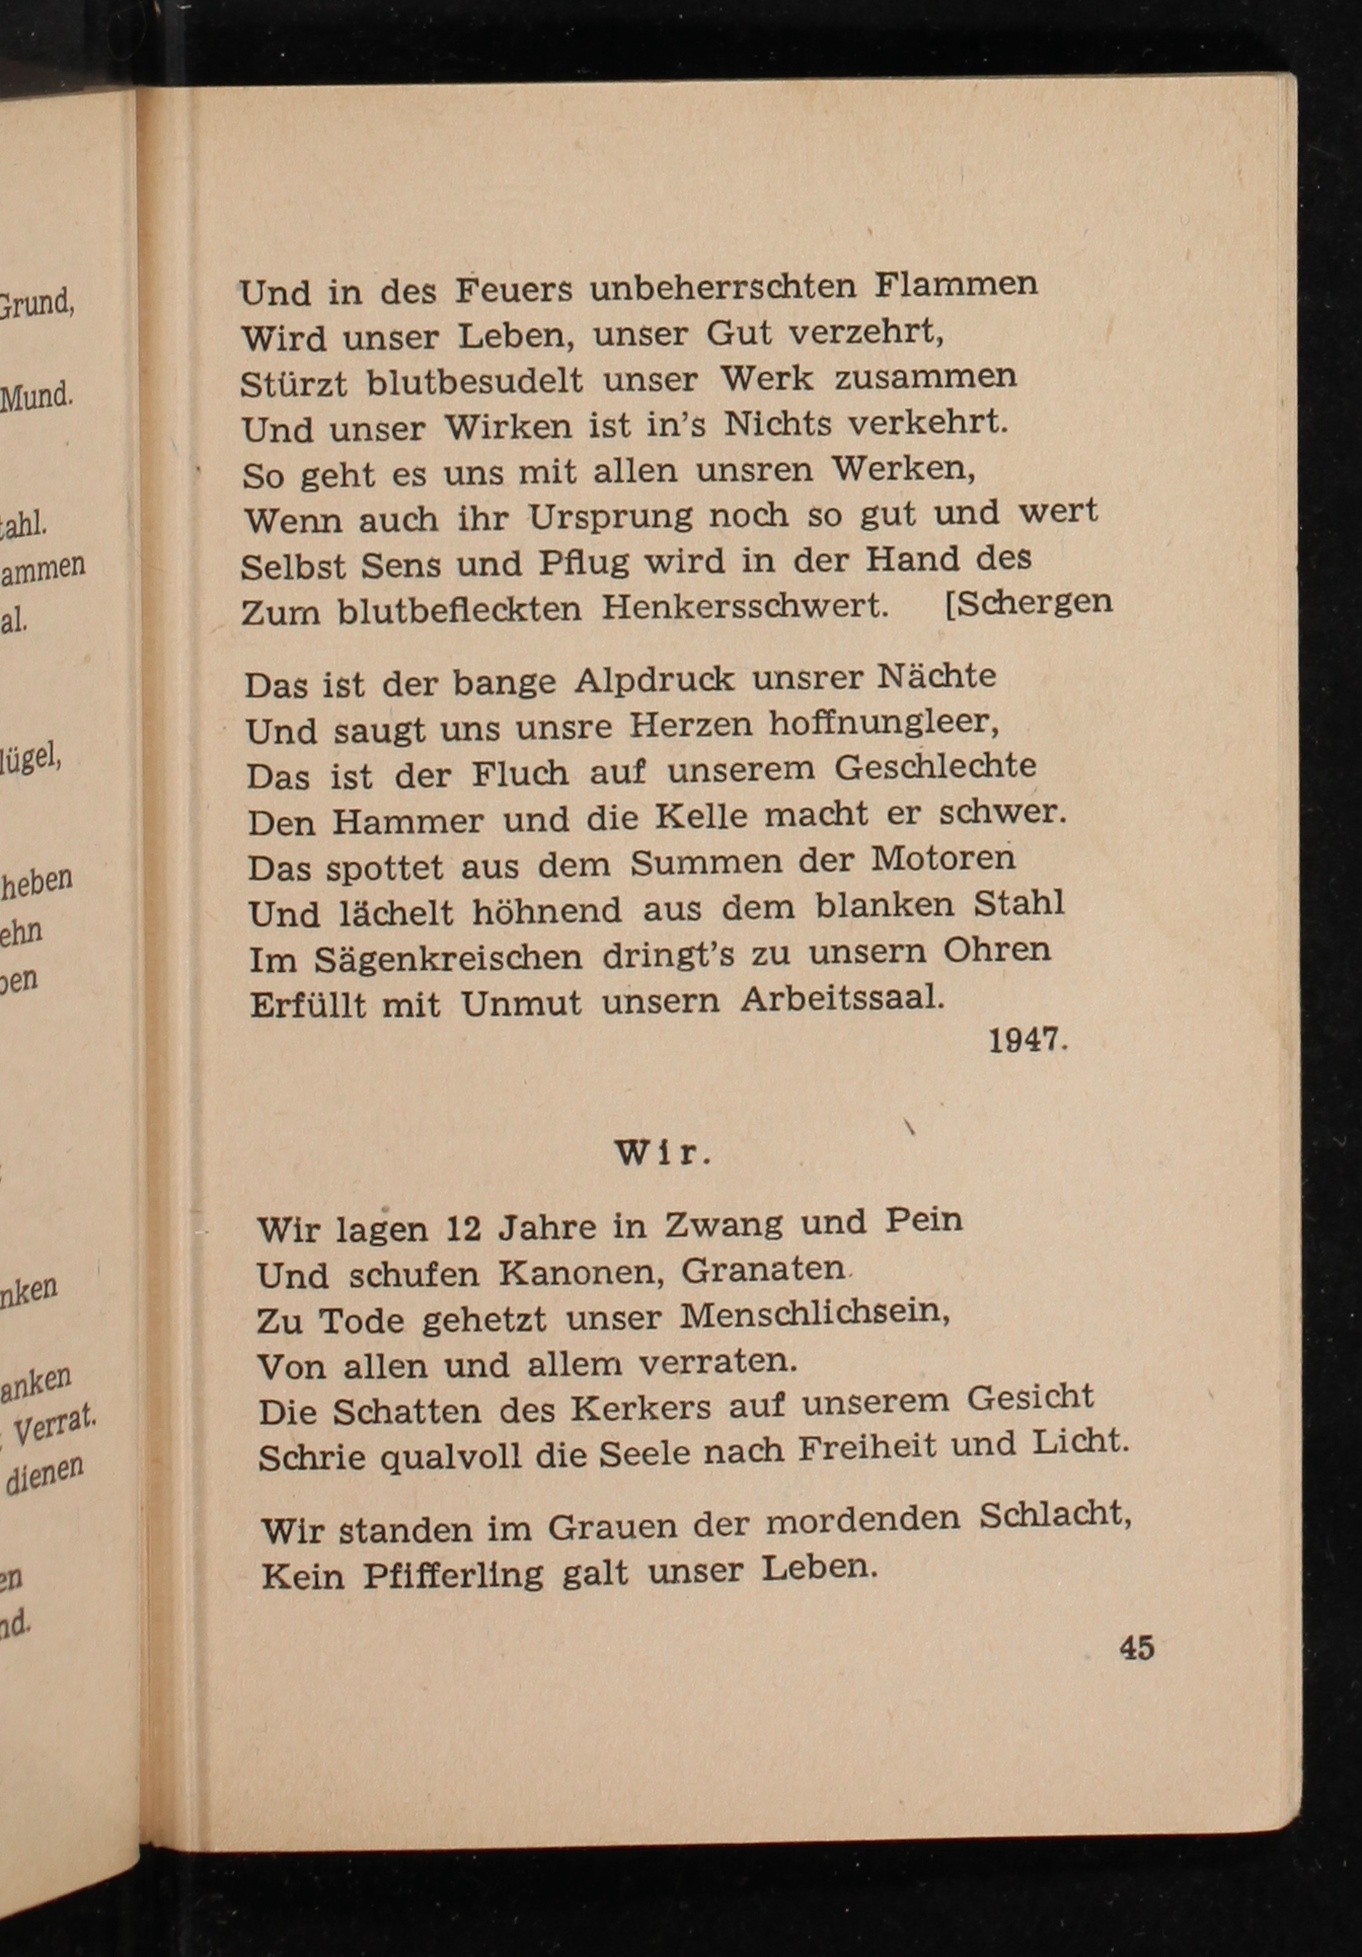 Grund,
Mund.
ammen
al.
heben
Verrat.
dienen
Und in des Feuers unbeherrschten Flammen
Wird unser Leben, unser Gut verzehrt,
Stürzt blutbesudelt unser Werk zusammen
Und unser Wirken ist in's Nichts verkehrt.
So geht es uns mit allen unsren Werken,
Wenn auch ihr Ursprung noch so gut und wert
Selbst Sens und Pflug wird in der Hand des
Zum blutbefleckten Henkersschwert. [Schergen
Das ist der bange Alpdruck unsrer Nächte
Und saugt uns unsre Herzen hoffnungleer,
Das ist der Fluch auf unserem Geschlechte
Den Hammer und die Kelle macht er schwer.
Das spottet aus dem Summen der Motoren
Und lächelt höhnend aus dem blanken Stahl
Im Sägenkreischen dringt's zu unsern Ohren
Erfüllt mit Unmut unsern Arbeitssaal.
1947.
Wir.
Wir lagen 12 Jahre in Zwang und Pein
Und schufen Kanonen, Granaten.
Zu Tode gehetzt unser Menschlichsein,
Von allen und allem verraten.
Die Schatten des Kerkers auf unserem Gesicht
Schrie qualvoll die Seele nach Freiheit und Licht.
Wir standen im Grauen der mordenden Schlacht,
Kein Pfifferling galt unser Leben.
45